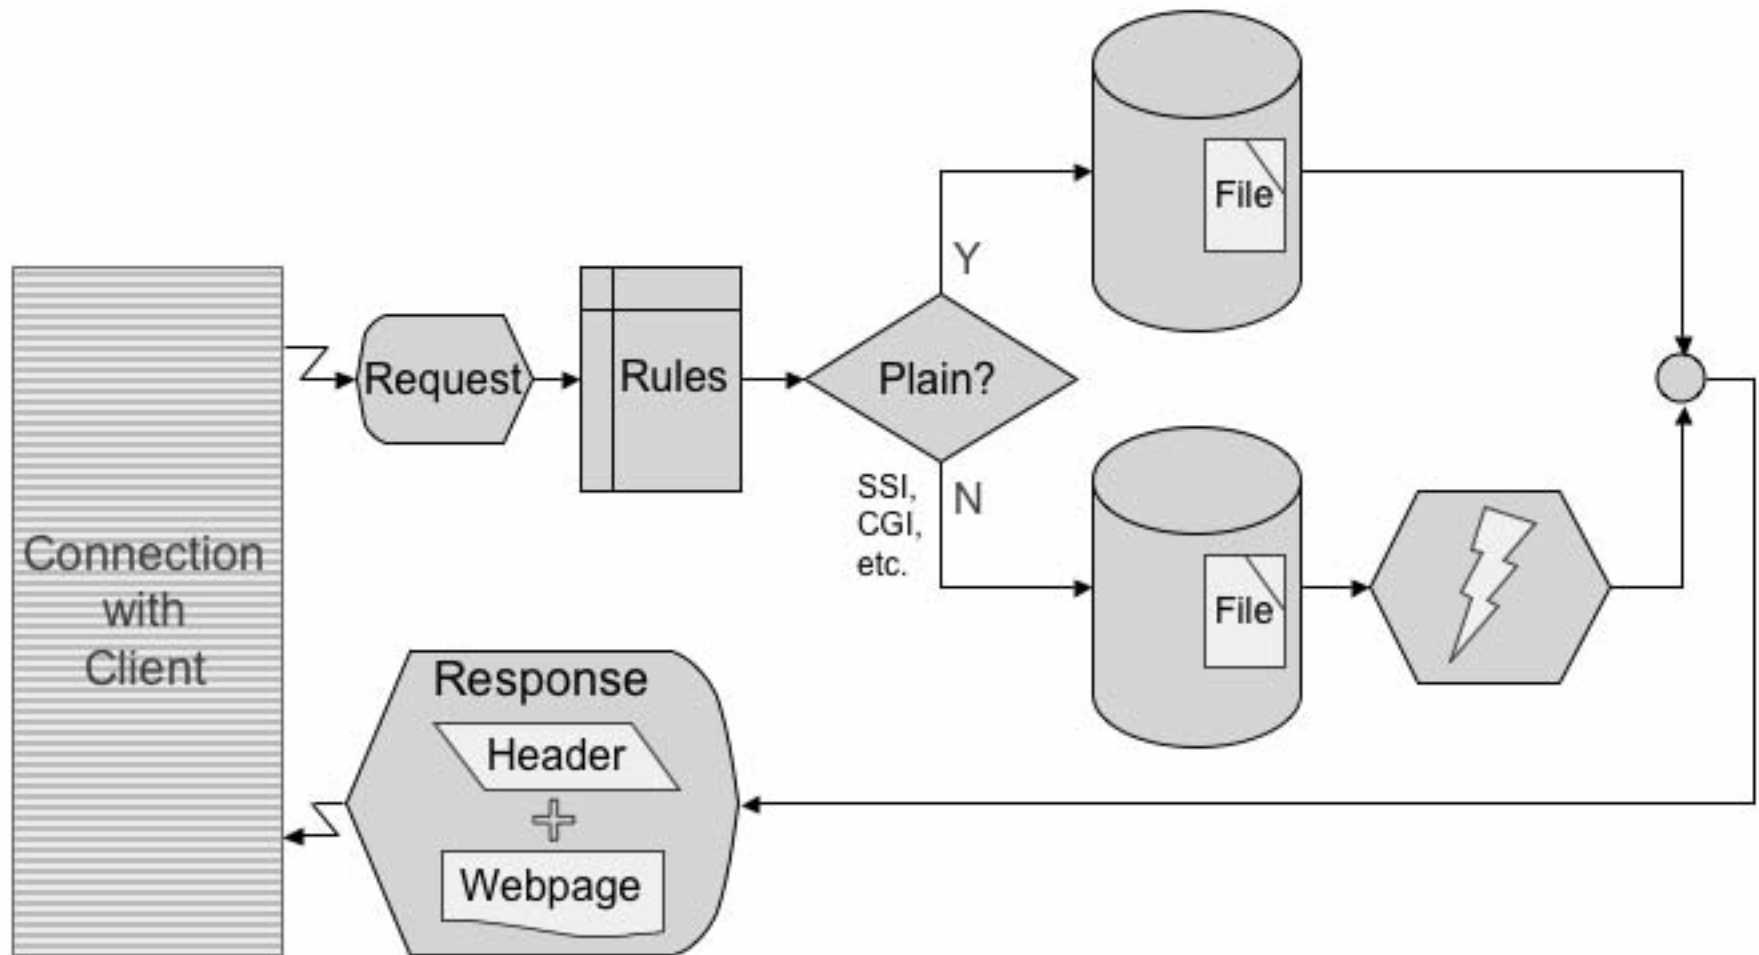 File
Y
Request
Rules
Plain?
SSI,
CGI,
etc.
N
File
Connection
with
Client
Response
Header
Webpage